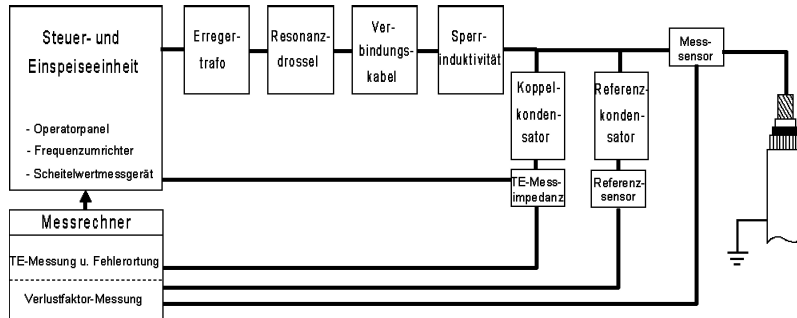 Steuer- und
Einspeiseeinheit
- Operatorpanel
- Frequenzumrichter
- Scheitelwertmessgerät
Erreger-
trafo
Resonanz-
drossel
Ver-
bindungs-
kabel
Sperr-
induktivität
Mess-
sensor
Koppel-
konden-
sator
Referenz-
konden-
sator
TE-Mess-
impedanz
Referenz-
sensor
Messrechner
TE-Messung u. Fehlerortung
Verlustfaktor-Messung